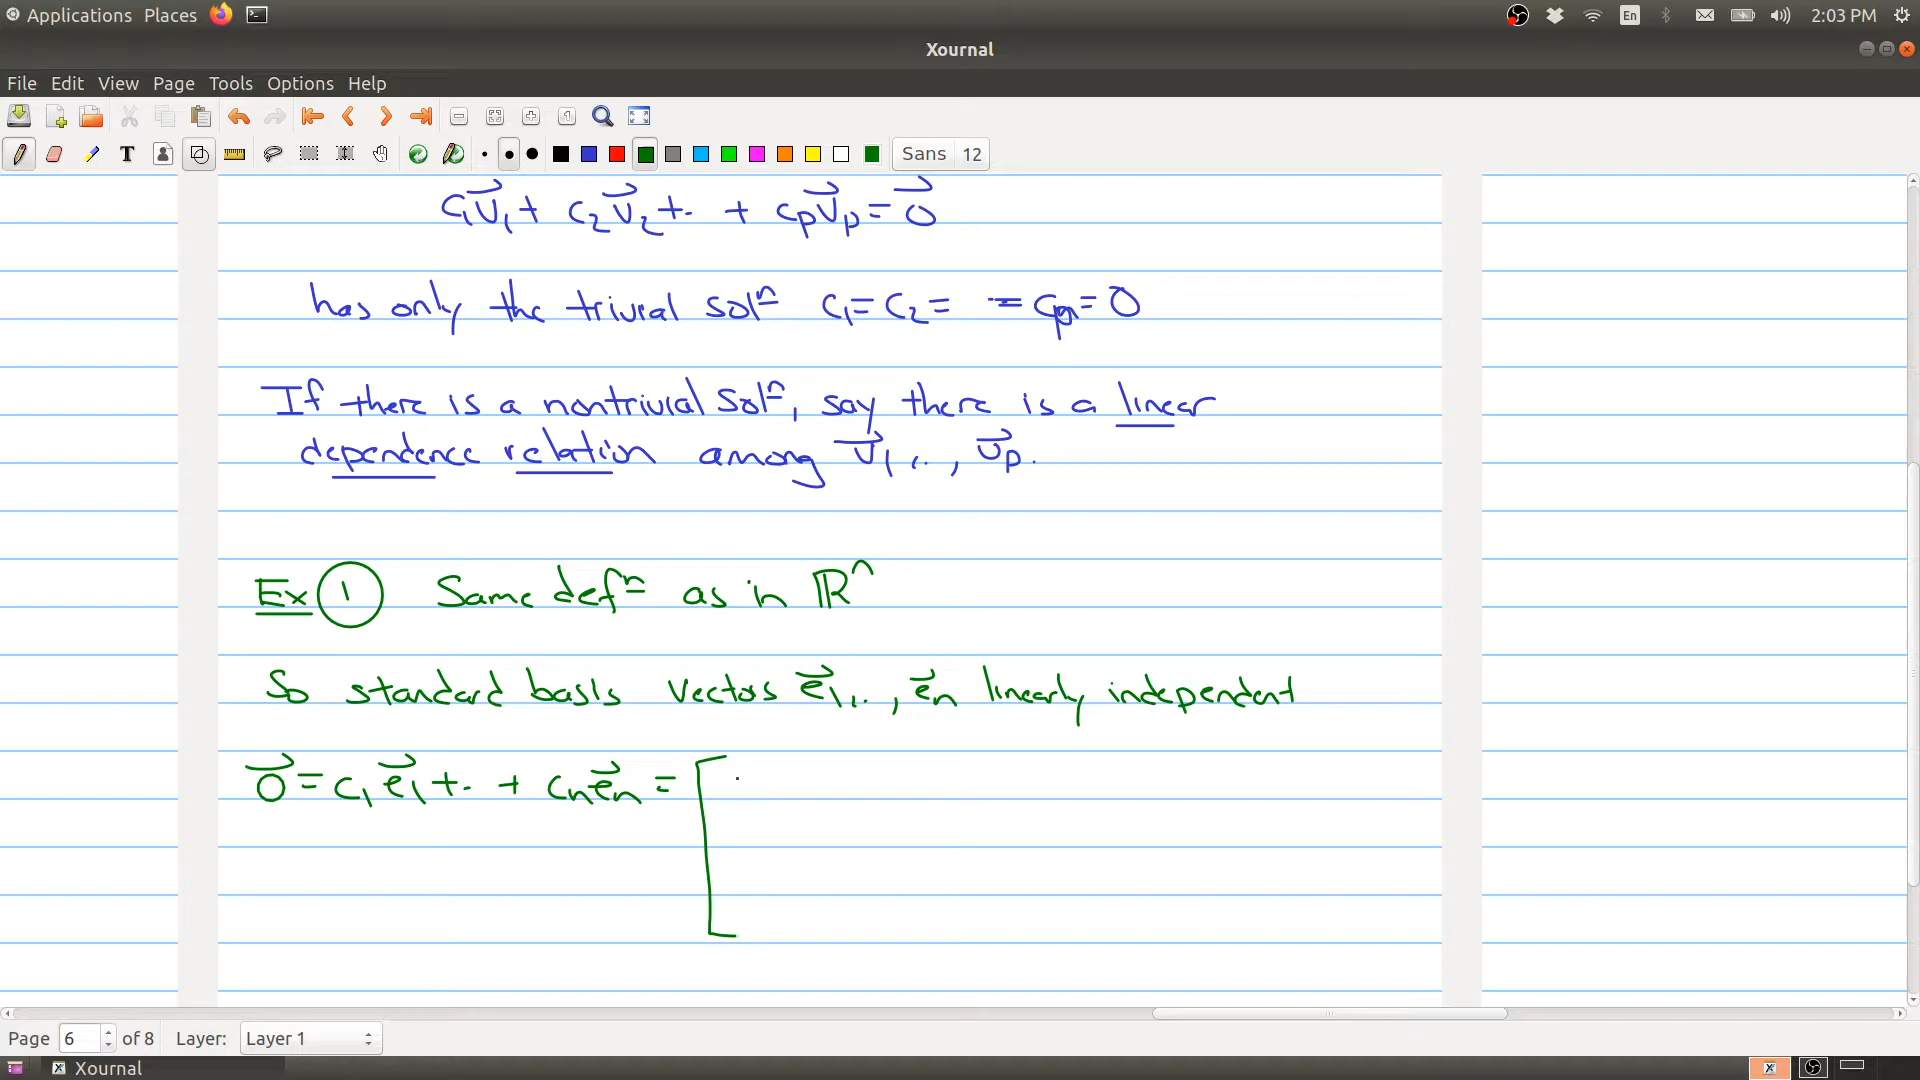 Applications Places En 2:03 PM
Xournal
File Edit View Page Tools Options Help
Sans 12
c₁v⃗₁ + c₂v⃗₂ + .. + cₚv⃗ₚ = 0⃗
has only the trivial solⁿ c₁ = c₂ = = cₚ = 0
If there is a nontrivial solⁿ, say there is a linear
dependence relation among v⃗₁, .., v⃗ₚ.
Ex ① Same defⁿ as in ℝⁿ
So standard basis vectors e⃗₁, .., e⃗ₙ linearly independent
0⃗ = c₁e⃗₁ + .. + cₙe⃗ₙ = [
Page 6 of 8 Layer: Layer 1
Xournal